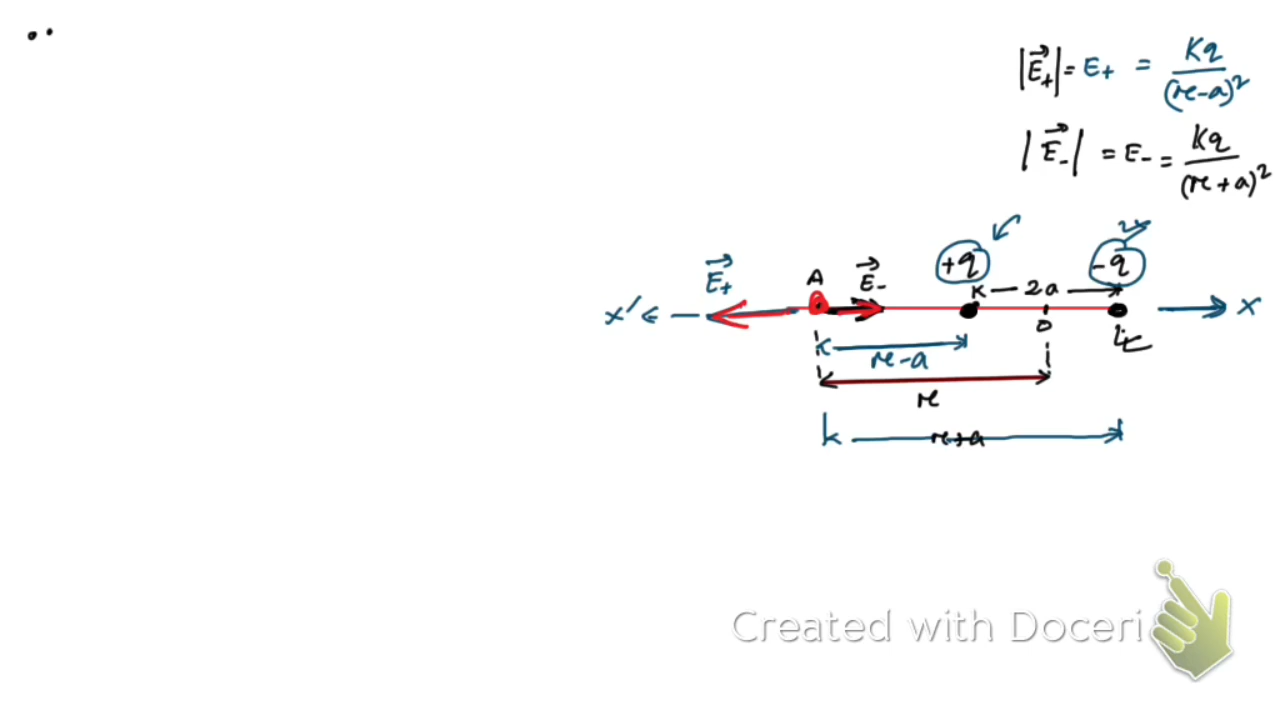 |E₊→| = E₊ = Kq/(r-a)²
|E₋→| = E₋ = Kq/(r+a)²
+q -q
E₊→ A E₋→ 2a
x' x
O
r-a
r
r+a
Created with Doceri